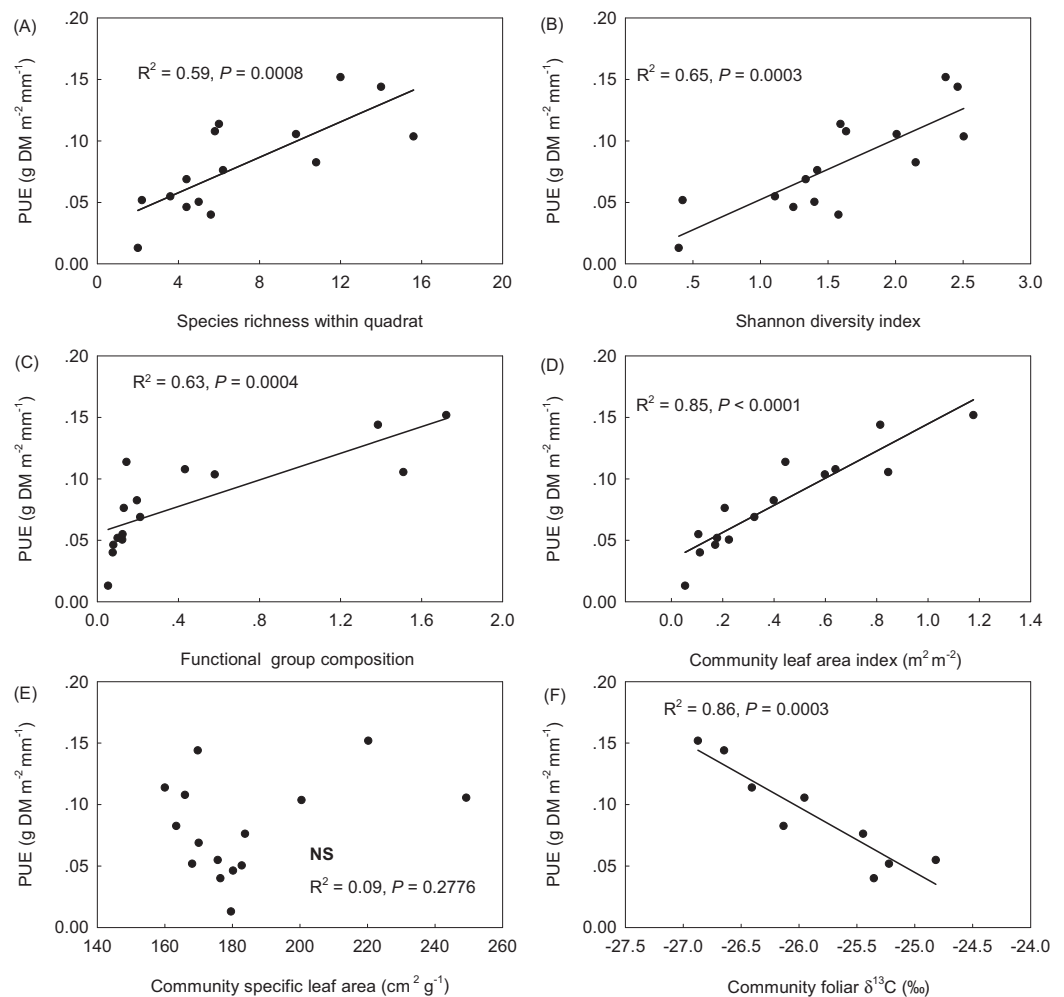 (A)
.20
.15
.10
.05
0.00
PUE (g DM m⁻² mm⁻¹)
R² = 0.59, P = 0.0008
0 4 8 12 16 20
Species richness within quadrat
(B)
.20
.15
.10
.05
0.00
PUE (g DM m⁻² mm⁻¹)
R² = 0.65, P = 0.0003
0.0 .5 1.0 1.5 2.0 2.5 3.0
Shannon diversity index
(C)
.20
.15
.10
.05
0.00
PUE (g DM m⁻² mm⁻¹)
R² = 0.63, P = 0.0004
0.0 .4 .8 1.2 1.6 2.0
Functional group composition
(D)
.20
.15
.10
.05
0.00
PUE (g DM m⁻² mm⁻¹)
R² = 0.85, P < 0.0001
0.0 .2 .4 .6 .8 1.0 1.2 1.4
Community leaf area index (m² m⁻²)
(E)
.20
.15
.10
.05
0.00
PUE (g DM m⁻² mm⁻¹)
NS
R² = 0.09, P = 0.2776
140 160 180 200 220 240 260
Community specific leaf area (cm² g⁻¹)
(F)
.20
.15
.10
.05
0.00
PUE (g DM m⁻² mm⁻¹)
R² = 0.86, P = 0.0003
-27.5 -27.0 -26.5 -26.0 -25.5 -25.0 -24.5 -24.0
Community foliar δ¹³C (‰)